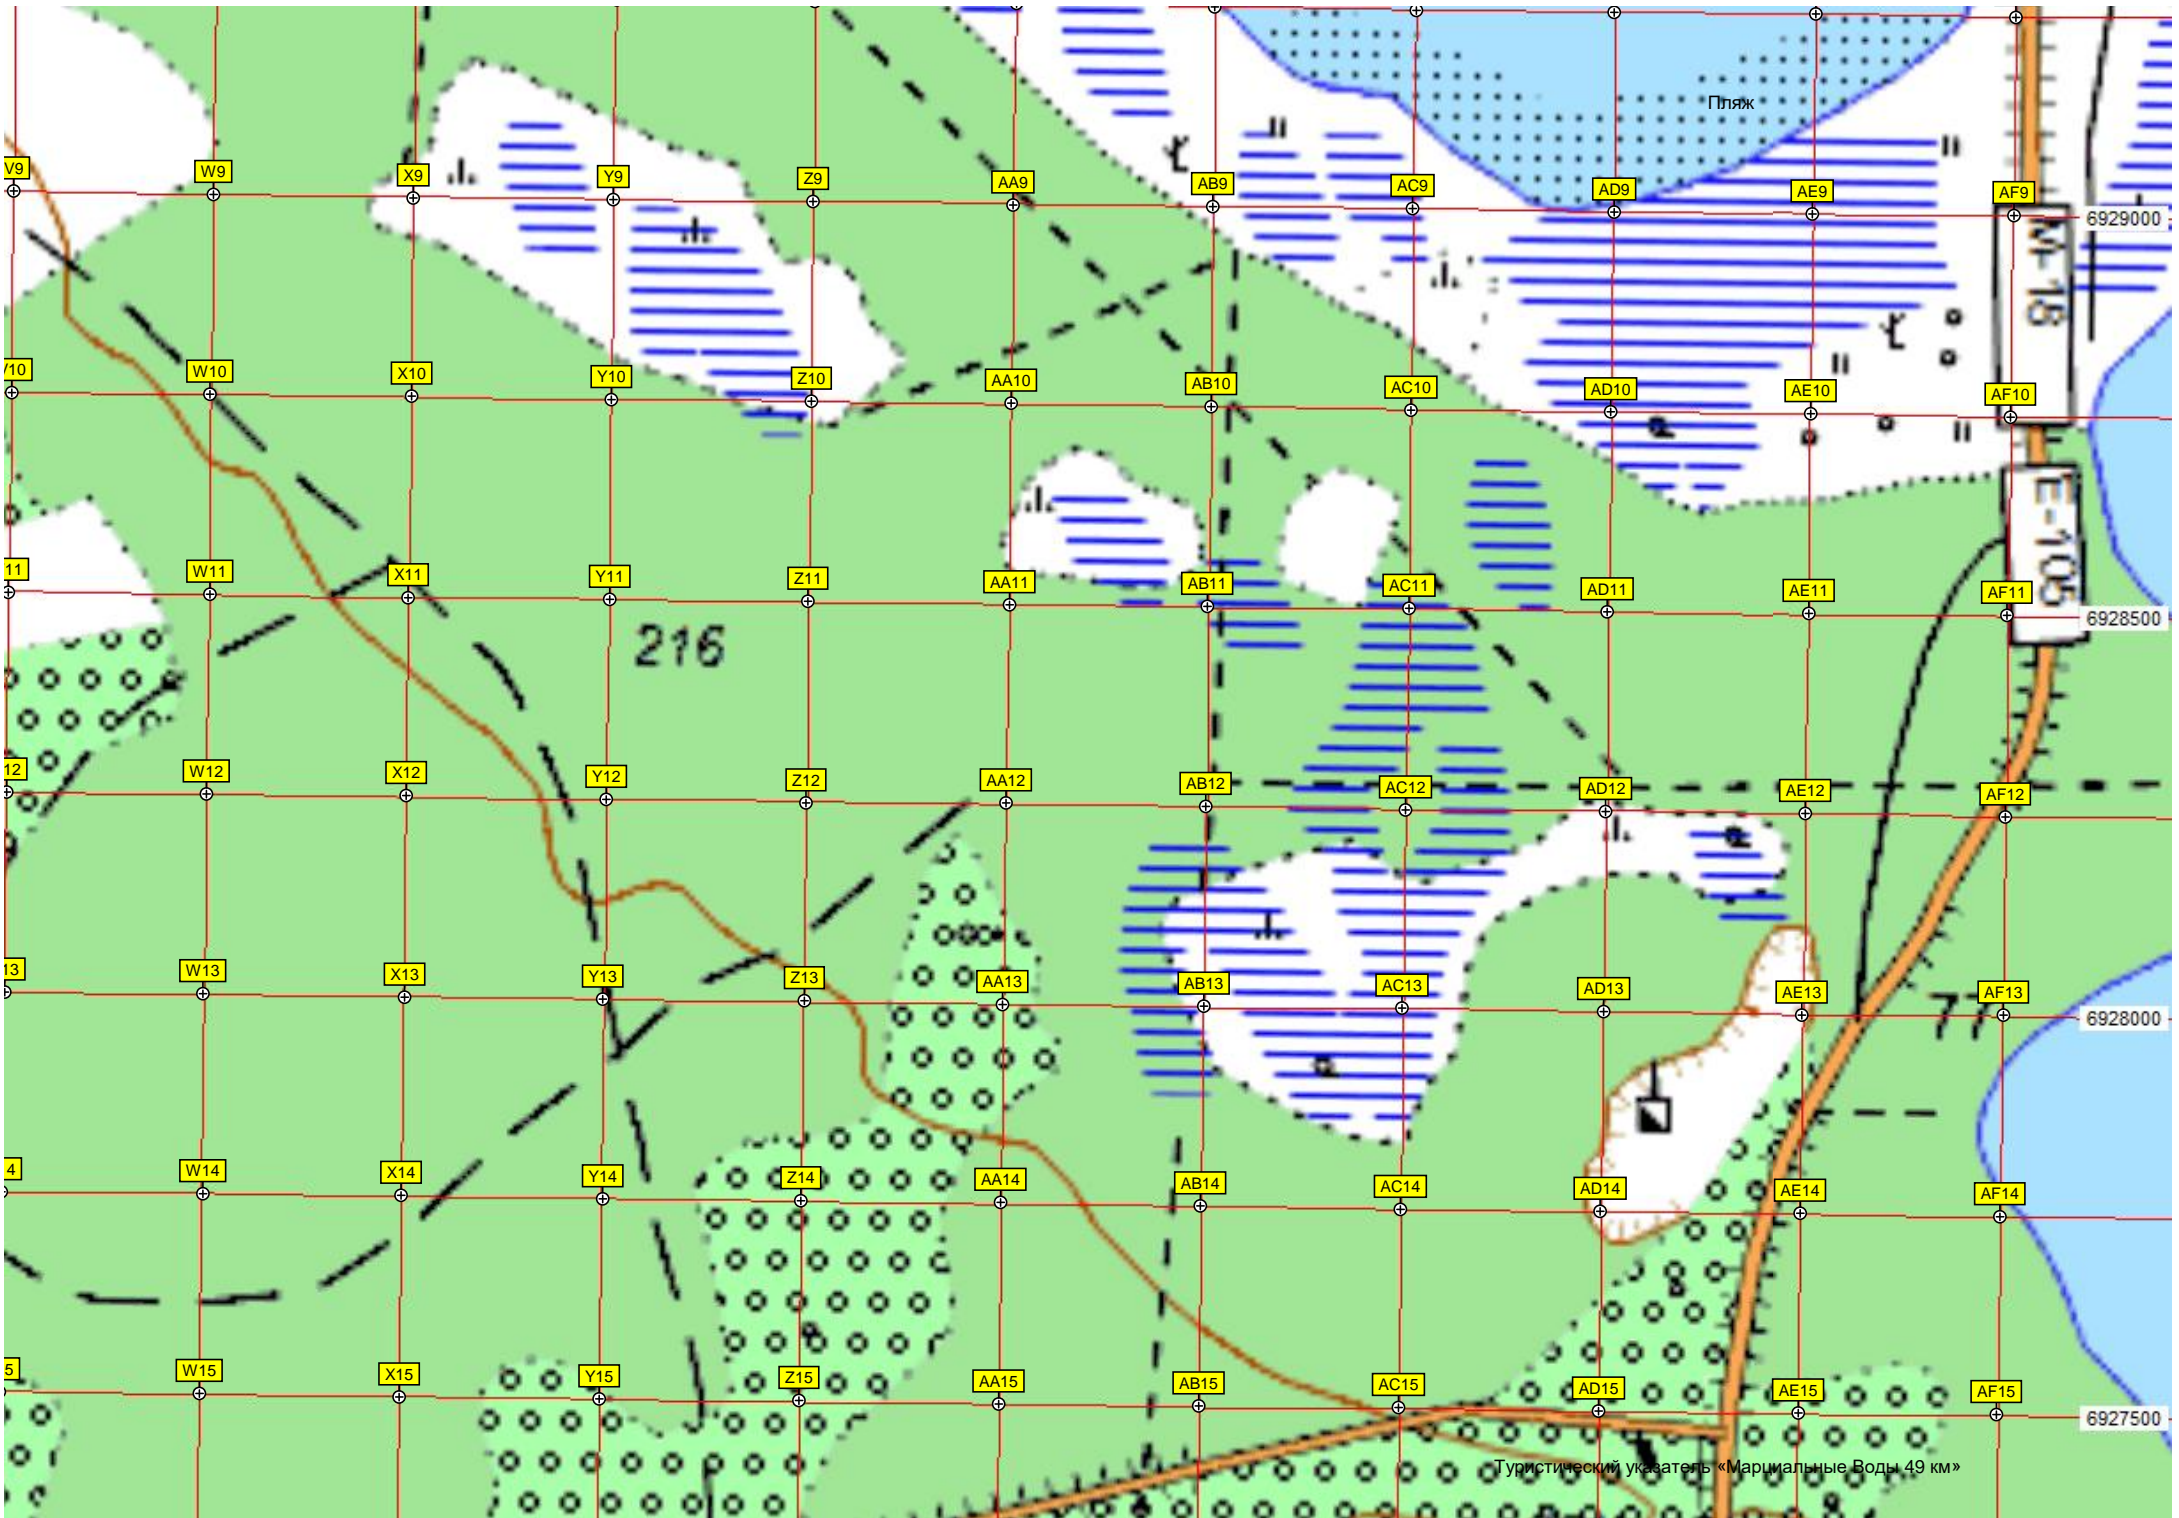 Пляж
V9 W9 X9 Y9 Z9 AA9 AB9 AC9 AD9 AE9 AF9
6929000
М-18
/10 W10 X10 Y10 Z10 AA10 AB10 AC10 AD10 AE10 AF10
Е-105
11 W11 X11 Y11 Z11 AA11 AB11 AC11 AD11 AE11 AF11
6928500
216
12 W12 X12 Y12 Z12 AA12 AB12 AC12 AD12 AE12 AF12
13 W13 X13 Y13 Z13 AA13 AB13 AC13 AD13 AE13 AF13
77
6928000
4 W14 X14 Y14 Z14 AA14 AB14 AC14 AD14 AE14 AF14
5 W15 X15 Y15 Z15 AA15 AB15 AC15 AD15 AE15 AF15
6927500
Туристический указатель «Марциальные Воды 49 км»